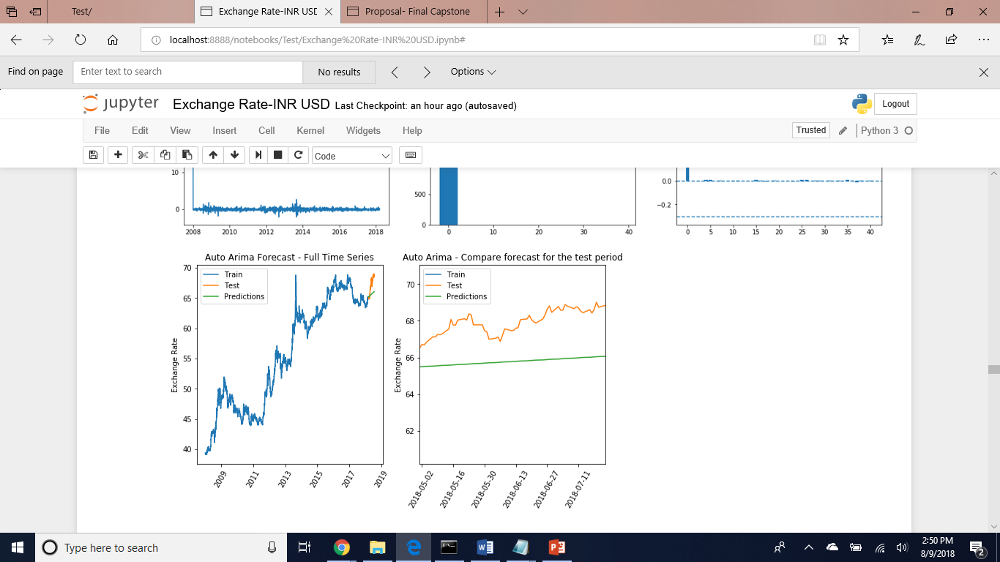 Test/
Exchange Rate-INR USD
Proposal- Final Capstone
localhost:8888/notebooks/Test/Exchange%20Rate-INR%20USD.ipynb#
Find on page
Enter text to search
No results
Options
jupyter
Exchange Rate-INR USD Last Checkpoint: an hour ago (autosaved)
Logout
File Edit View Insert Cell Kernel Widgets Help
Trusted
Python 3
Code
10
0
2008 2010 2012 2014 2016 2018
500
0
0 10 20 30 40
0.0
−0.2
0 5 10 15 20 25 30 35 40
Auto Arima Forecast - Full Time Series
Train
Test
Predictions
Exchange Rate
70
65
60
55
50
45
40
2009 2011 2013 2015 2017 2019
Auto Arima - Compare forecast for the test period
Train
Test
Predictions
Exchange Rate
70
68
66
64
62
2018-05-02 2018-05-16 2018-05-30 2018-06-13 2018-06-27 2018-07-11
Type here to search
2:50 PM
8/9/2018
2